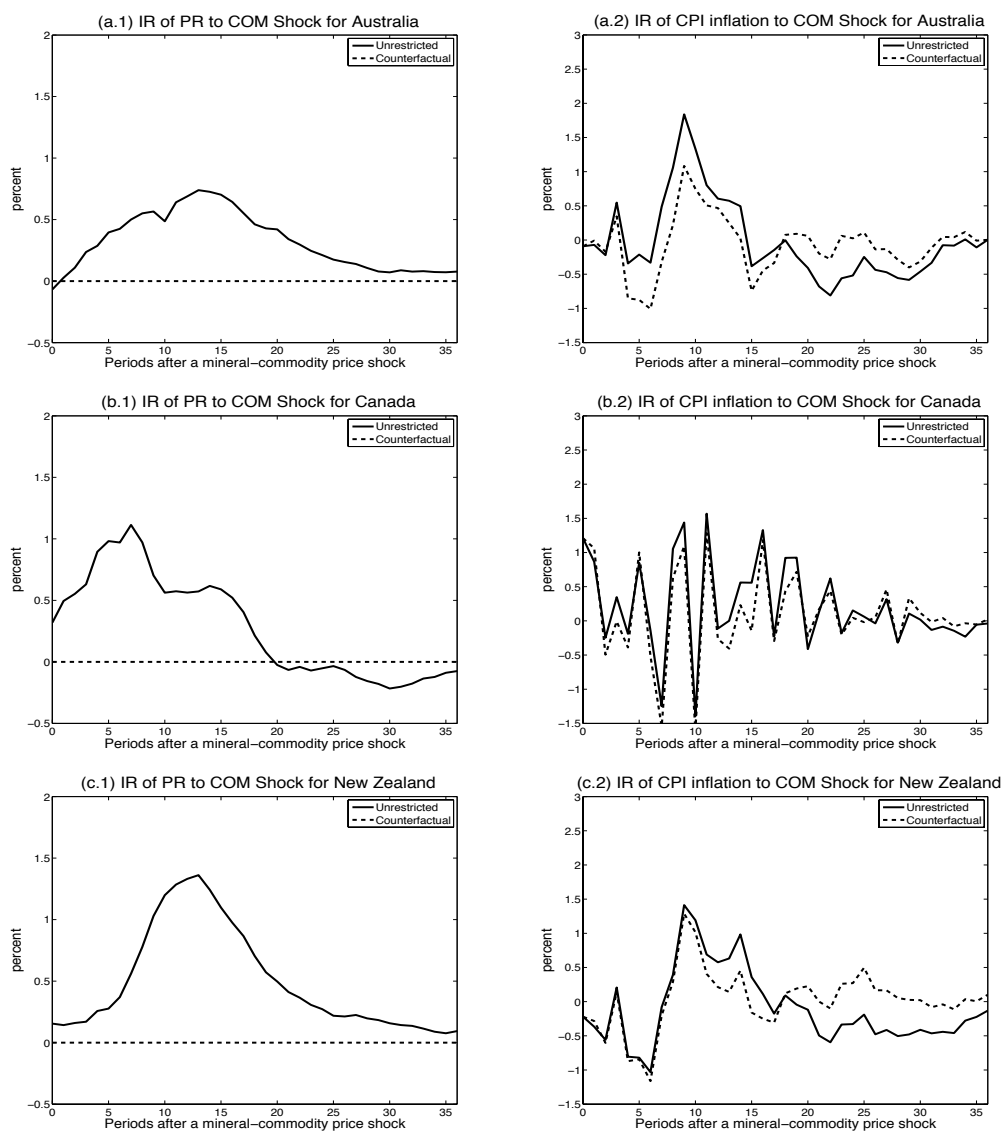 (a.1) IR of PR to COM Shock for Australia
2
1.5
1
0.5
0
−0.5
percent
Unrestricted
Counterfactual
0 5 10 15 20 25 30 35
Periods after a mineral−commodity price shock
(a.2) IR of CPI inflation to COM Shock for Australia
3
2.5
2
1.5
1
0.5
0
−0.5
−1
−1.5
percent
Unrestricted
Counterfactual
0 5 10 15 20 25 30 35
Periods after a mineral−commodity price shock
(b.1) IR of PR to COM Shock for Canada
2
1.5
1
0.5
0
−0.5
percent
Unrestricted
Counterfactual
0 5 10 15 20 25 30 35
Periods after a mineral−commodity price shock
(b.2) IR of CPI inflation to COM Shock for Canada
3
2.5
2
1.5
1
0.5
0
−0.5
−1
−1.5
percent
Unrestricted
Counterfactual
0 5 10 15 20 25 30 35
Periods after a mineral−commodity price shock
(c.1) IR of PR to COM Shock for New Zealand
2
1.5
1
0.5
0
−0.5
percent
Unrestricted
Counterfactual
0 5 10 15 20 25 30 35
Periods after a mineral−commodity price shock
(c.2) IR of CPI inflation to COM Shock for New Zealand
3
2.5
2
1.5
1
0.5
0
−0.5
−1
−1.5
percent
Unrestricted
Counterfactual
0 5 10 15 20 25 30 35
Periods after a mineral−commodity price shock